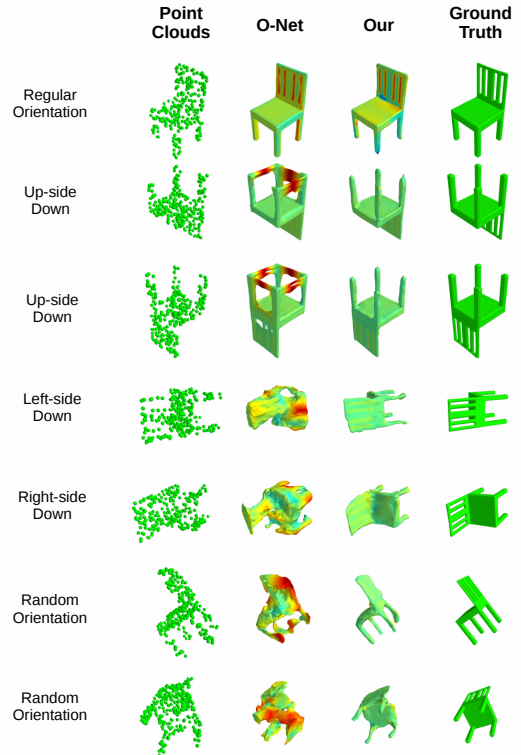 Point
Clouds
O-Net
Our
Ground
Truth
Regular
Orientation
Up-side
Down
Up-side
Down
Left-side
Down
Right-side
Down
Random
Orientation
Random
Orientation